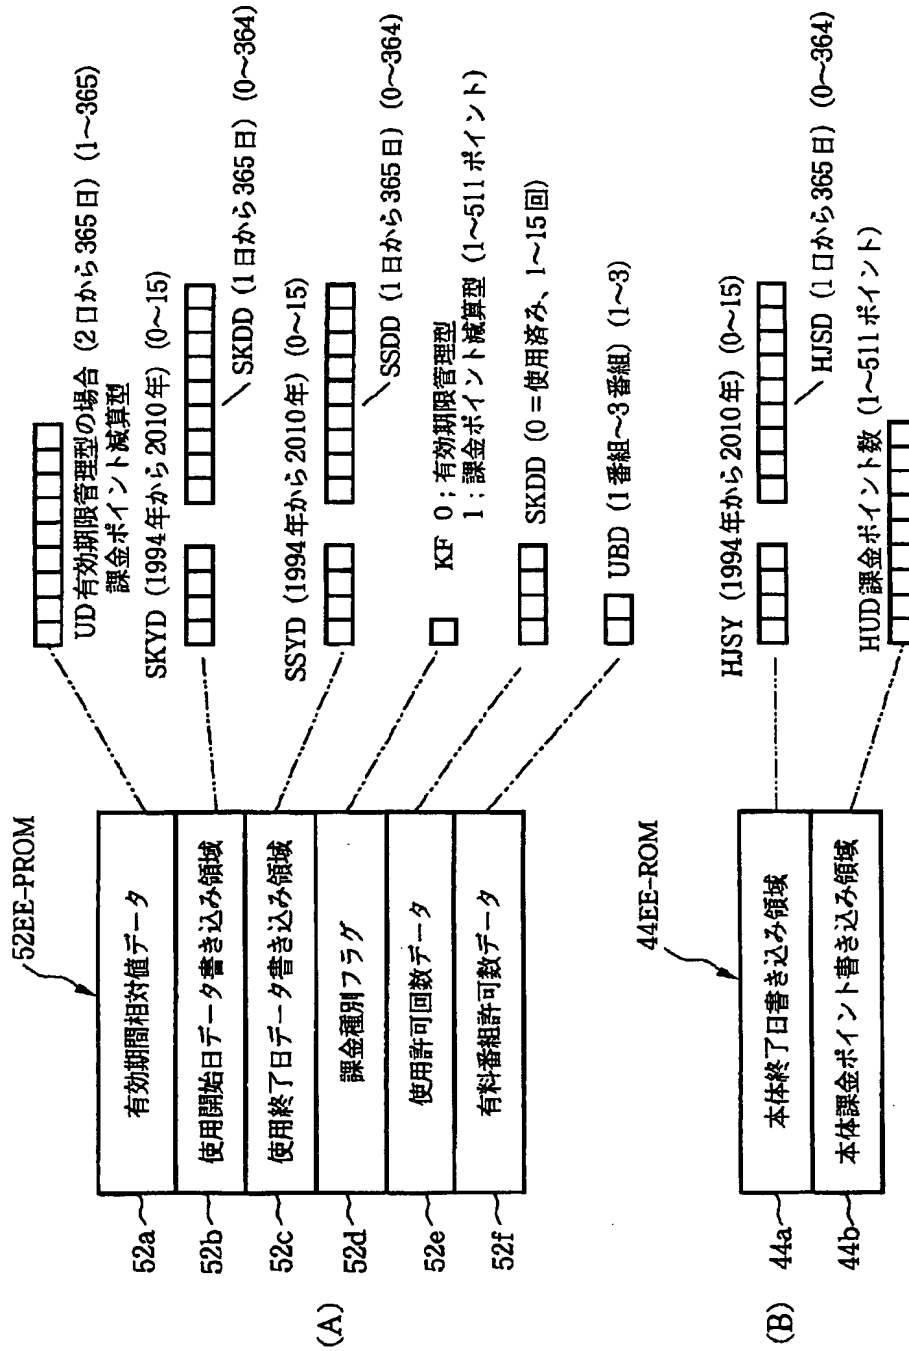 (A)
52EE-PROM
52a
有効期間相対値データ
UD有効期限管理型の場合 (2日から365日) (1~365)
課金ポイント減算型
52b
使用開始日データ書き込み領域
SKYD (1994年から2010年) (0~15)
SKDD (1日から365日) (0~364)
52c
使用終了日データ書き込み領域
SSYD (1994年から2010年) (0~15)
SSDD (1日から365日) (0~364)
52d
課金種別フラグ
KF 0;有効期限管理型
1;課金ポイント減算型 (1~511ポイント)
52e
使用許可回数データ
SKDD (0=使用済み、1~15回)
52f
有料番組許可数データ
UBD (1番組~3番組) (1~3)
(B)
44EE-ROM
44a
本体終了日書き込み領域
HJSY (1994年から2010年) (0~15)
HJSD (1日から365日) (0~364)
44b
本体課金ポイント書き込み領域
HUD課金ポイント数 (1~511ポイント)